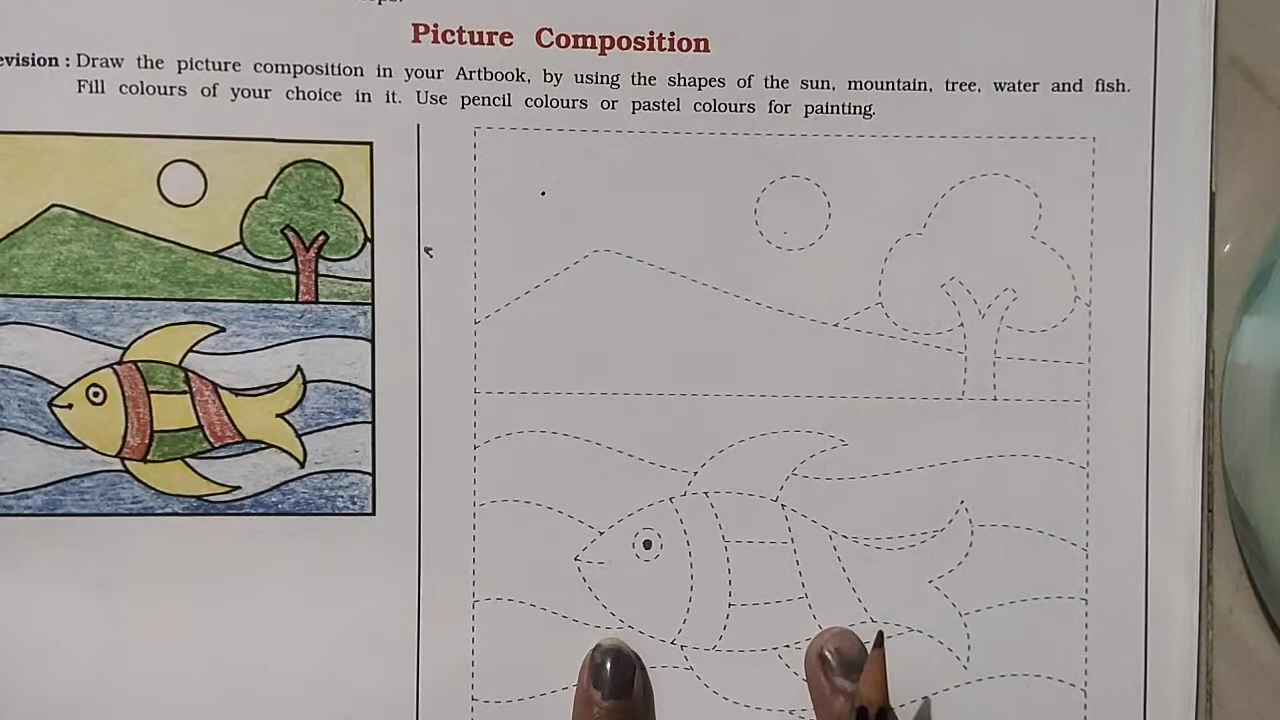 Picture Composition
evision : Draw the picture composition in your Artbook, by using the shapes of the sun, mountain, tree, water and fish.
Fill colours of your choice in it. Use pencil colours or pastel colours for painting.